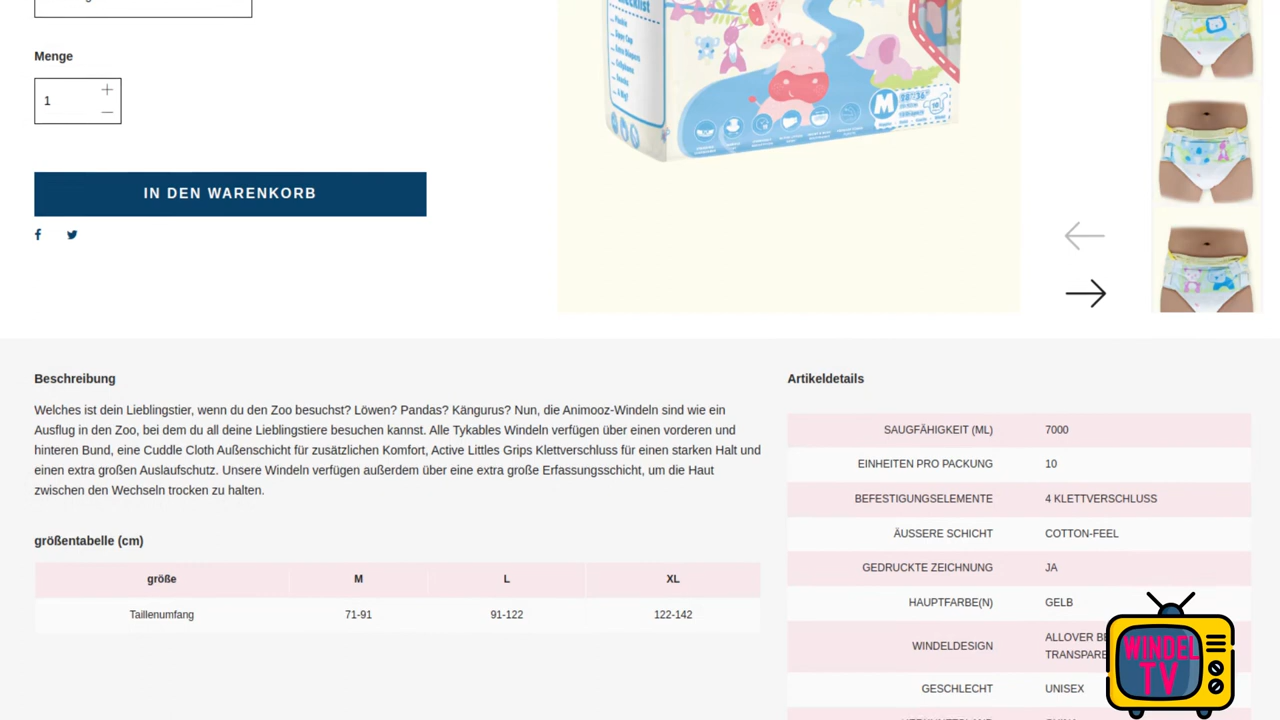 Menge
1
IN DEN WARENKORB
M
10
Beschreibung
Welches ist dein Lieblingstier, wenn du den Zoo besuchst? Löwen? Pandas? Kängurus? Nun, die Animooz-Windeln sind wie ein
Ausflug in den Zoo, bei dem du all deine Lieblingstiere besuchen kannst. Alle Tykables Windeln verfügen über einen vorderen und
hinteren Bund, eine Cuddle Cloth Außenschicht für zusätzlichen Komfort, Active Littles Grips Klettverschluss für einen starken Halt und
einen extra großen Auslaufschutz. Unsere Windeln verfügen außerdem über eine extra große Erfassungsschicht, um die Haut
zwischen den Wechseln trocken zu halten.
größentabelle (cm)
größe M L XL
Taillenumfang 71-91 91-122 122-142
Artikeldetails
SAUGFÄHIGKEIT (ML) 7000
EINHEITEN PRO PACKUNG 10
BEFESTIGUNGSELEMENTE 4 KLETTVERSCHLUSS
ÄUSSERE SCHICHT COTTON-FEEL
GEDRUCKTE ZEICHNUNG JA
HAUPTFARBE(N) GELB
WINDELDESIGN ALLOVER
GESCHLECHT UNISEX
WINDEL
TV